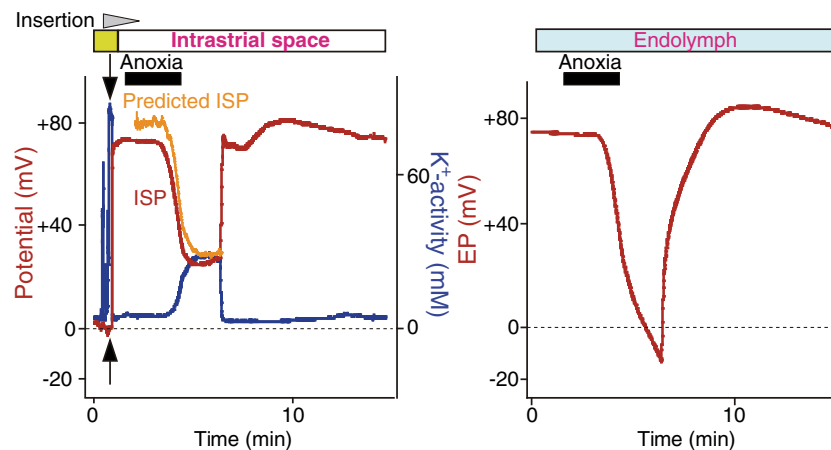 Insertion
Intrastrial space
Anoxia
Predicted ISP
ISP
Potential (mV)
+80
+40
0
-20
0
10
Time (min)
60
0
K⁺-activity (mM)
Endolymph
Anoxia
EP (mV)
+80
+40
0
-20
0
10
Time (min)